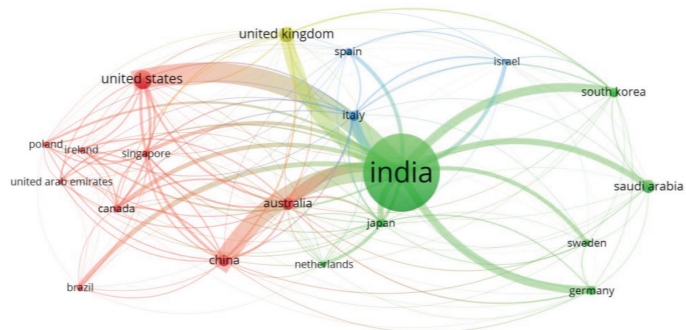 united kingdom
spain
israel
united states
south korea
italy
poland
ireland
singapore
india
united arab emirates
saudi arabia
canada
australia
japan
sweden
china
netherlands
brazil
germany